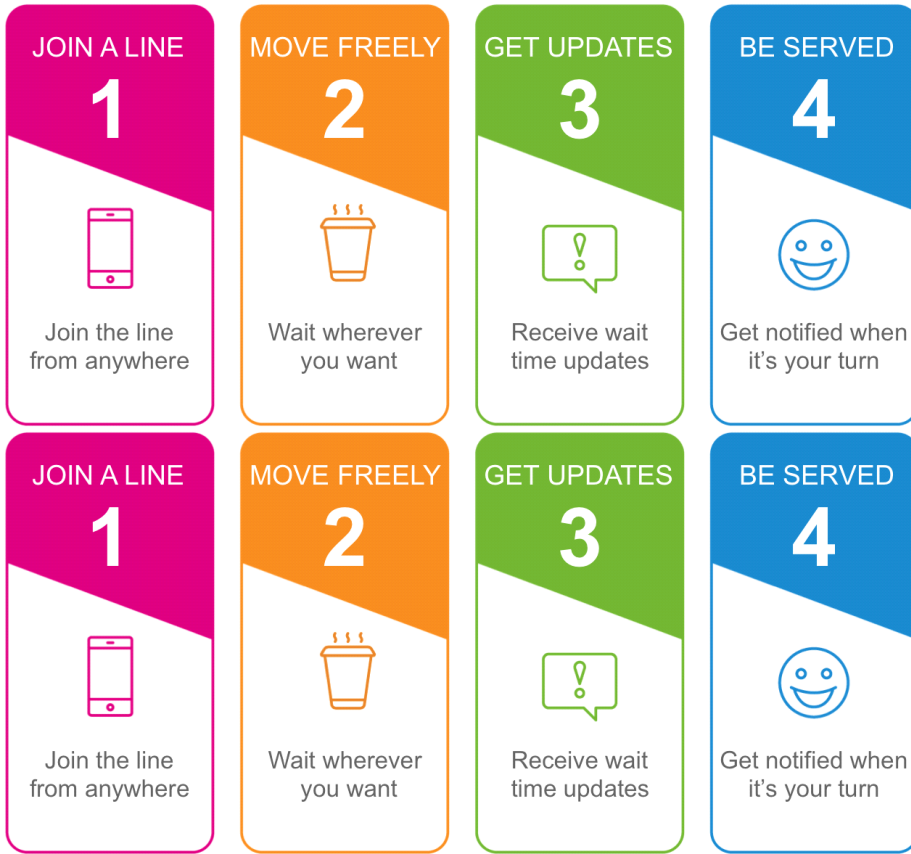 JOIN A LINE
1
Join the line
from anywhere
MOVE FREELY
2
Wait wherever
you want
GET UPDATES
3
Receive wait
time updates
BE SERVED
4
Get notified when
it's your turn
JOIN A LINE
1
Join the line
from anywhere
MOVE FREELY
2
Wait wherever
you want
GET UPDATES
3
Receive wait
time updates
BE SERVED
4
Get notified when
it's your turn